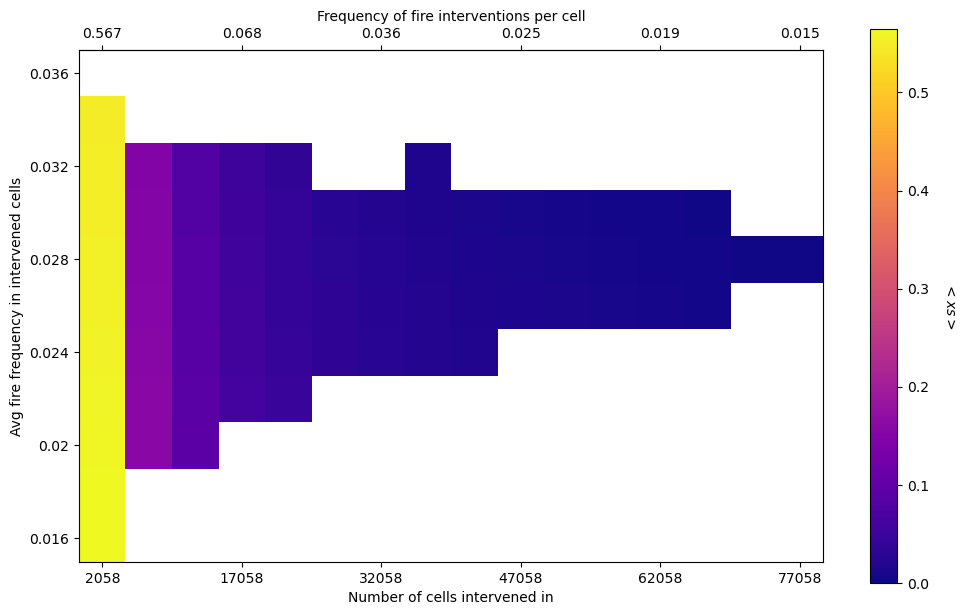 Frequency of fire interventions per cell
0.567 0.068 0.036 0.025 0.019 0.015
0.036
0.032
0.028
0.024
0.02
0.016
Avg fire frequency in intervened cells
2058 17058 32058 47058 62058 77058
Number of cells intervened in
0.5
0.4
0.3
0.2
0.1
0.0
< sx >